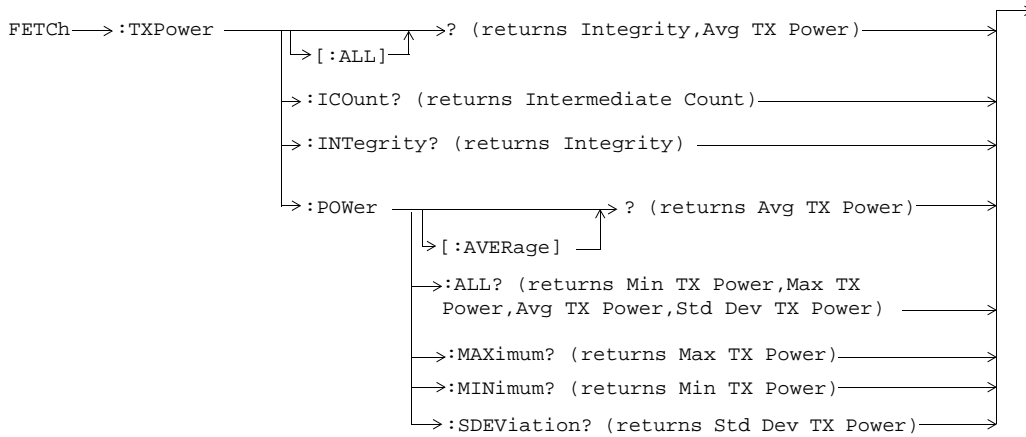 FETCh :TXPower ? (returns Integrity,Avg TX Power)
[:ALL]
:ICOunt? (returns Intermediate Count)
:INTegrity? (returns Integrity)
:POWer ? (returns Avg TX Power)
[:AVERage]
:ALL? (returns Min TX Power,Max TX
Power,Avg TX Power,Std Dev TX Power)
:MAXimum? (returns Max TX Power)
:MINimum? (returns Min TX Power)
:SDEViation? (returns Std Dev TX Power)